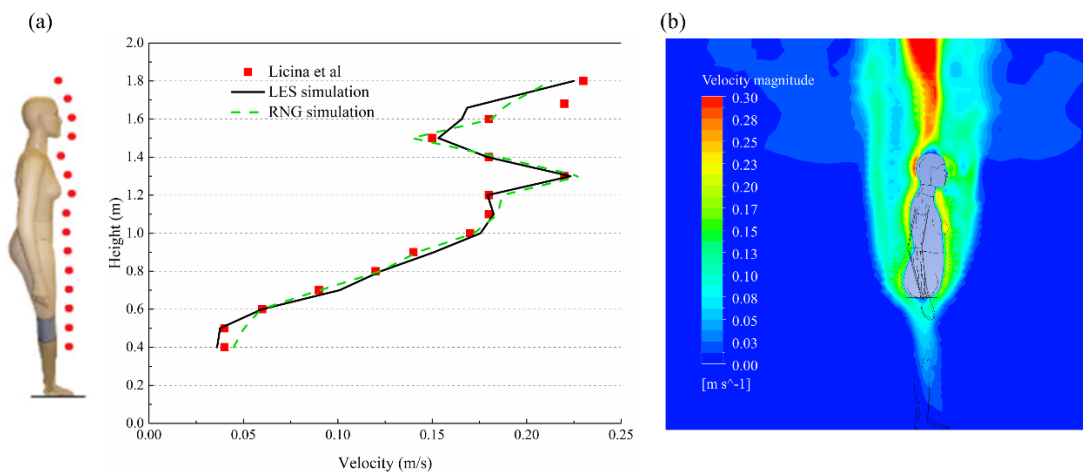 (a)
2.0
1.8
1.6
1.4
1.2
1.0
0.8
0.6
0.4
0.2
0.0
Height (m)
Licina et al
LES simulation
RNG simulation
0.00 0.05 0.10 0.15 0.20 0.25
Velocity (m/s)
(b)
Velocity magnitude
0.30
0.28
0.25
0.23
0.20
0.17
0.15
0.13
0.10
0.08
0.05
0.03
0.00
[m s^-1]